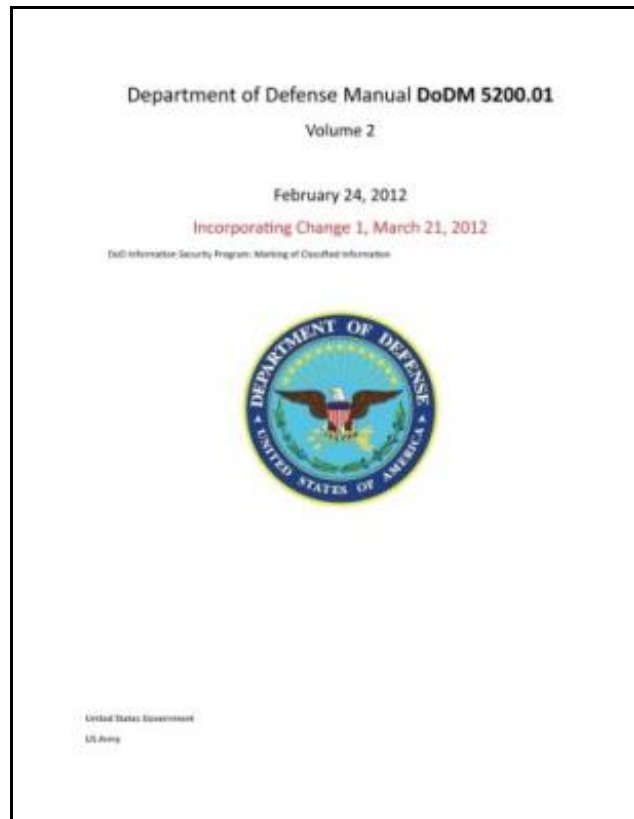 Department of Defense Manual DoDM 5200.01
Volume 2
February 24, 2012
Incorporating Change 1, March 21, 2012
DoD Information Security Program: Marking of Classified Information
DEPARTMENT OF DEFENSE
UNITED STATES OF AMERICA
United States Government
US Army